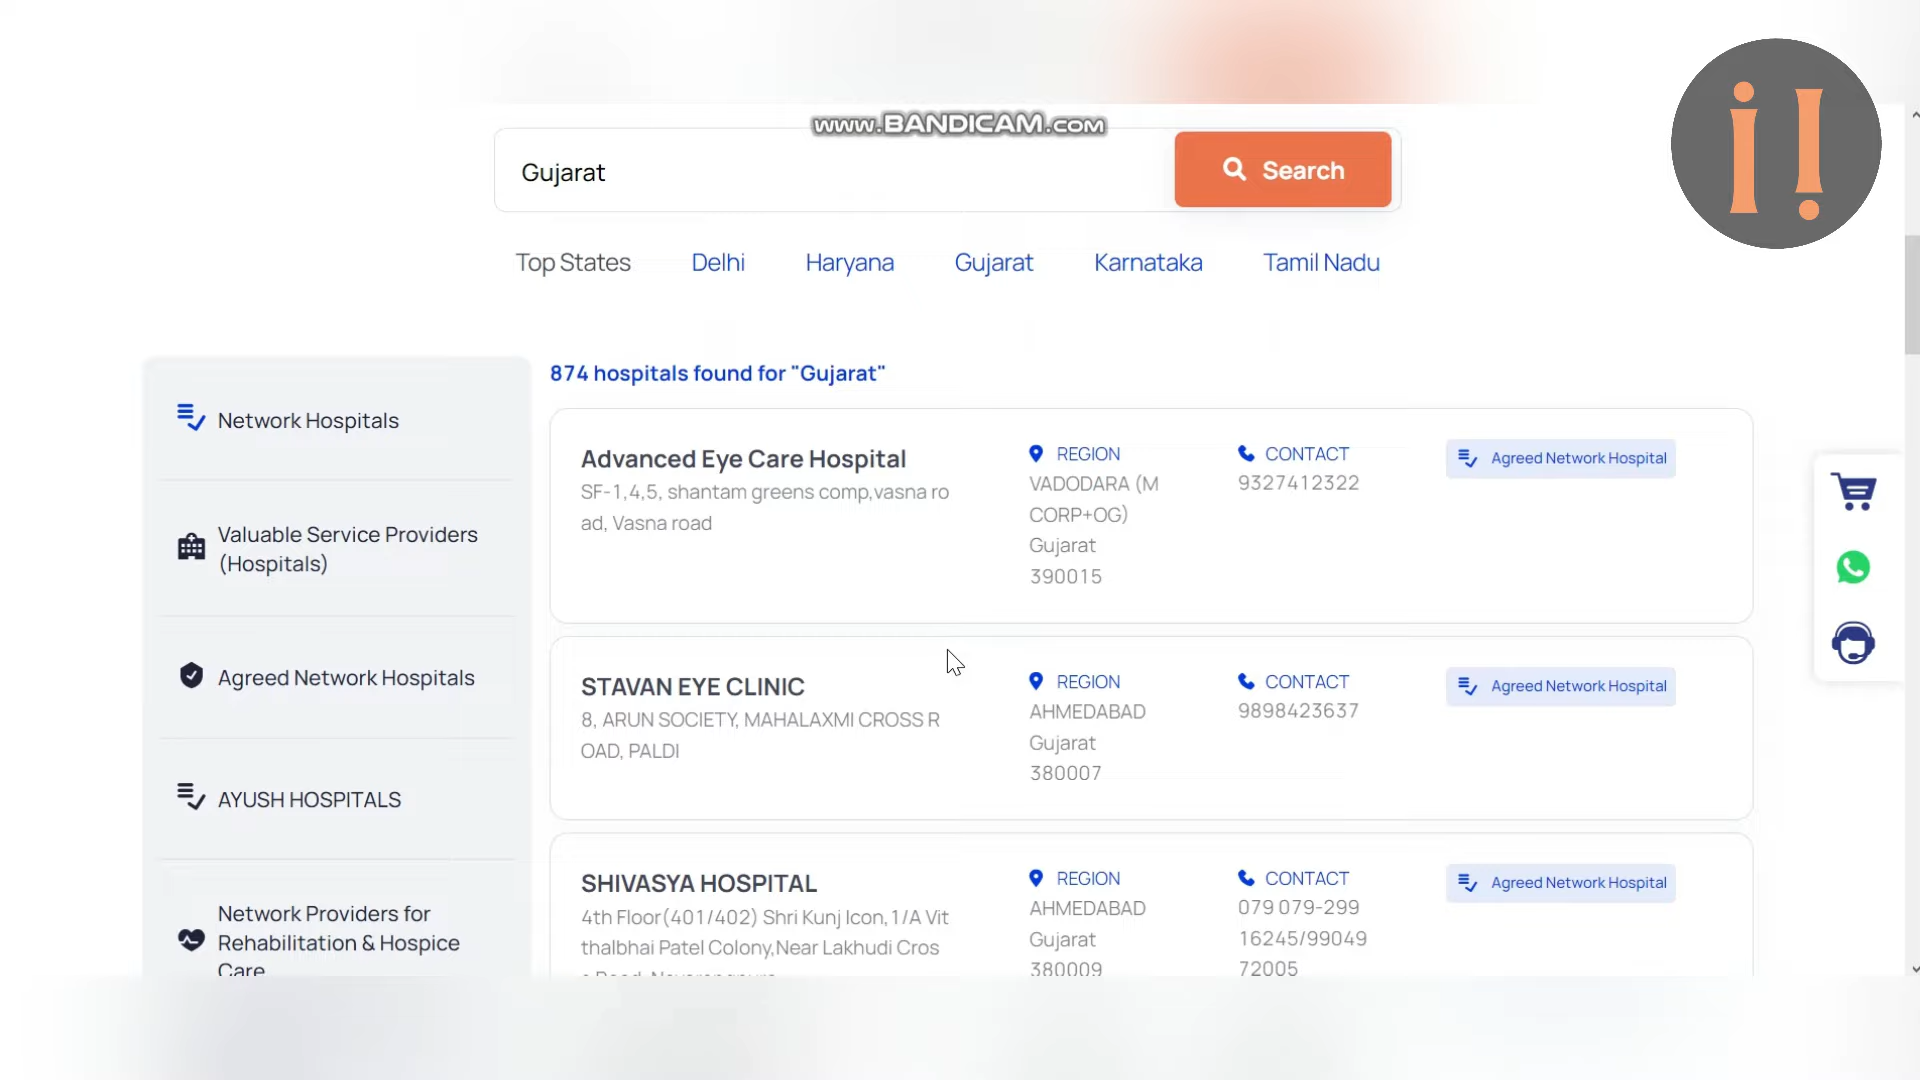 www.BANDICAM.com
Gujarat
Search
Top States
Delhi
Haryana
Gujarat
Karnataka
Tamil Nadu
874 hospitals found for "Gujarat"
Network Hospitals
Valuable Service Providers
(Hospitals)
Agreed Network Hospitals
AYUSH HOSPITALS
Network Providers for
Rehabilitation & Hospice
Care
Advanced Eye Care Hospital
SF-1,4,5, shantam greens comp,vasna ro
ad, Vasna road
REGION
VADODARA (M
CORP+OG)
Gujarat
390015
CONTACT
9327412322
Agreed Network Hospital
STAVAN EYE CLINIC
8, ARUN SOCIETY, MAHALAXMI CROSS R
OAD, PALDI
REGION
AHMEDABAD
Gujarat
380007
CONTACT
9898423637
Agreed Network Hospital
SHIVASYA HOSPITAL
4th Floor(401/402) Shri Kunj Icon,1/A Vit
thalbhai Patel Colony,Near Lakhudi Cros
REGION
AHMEDABAD
Gujarat
380009
CONTACT
079 079-299
16245/99049
72005
Agreed Network Hospital